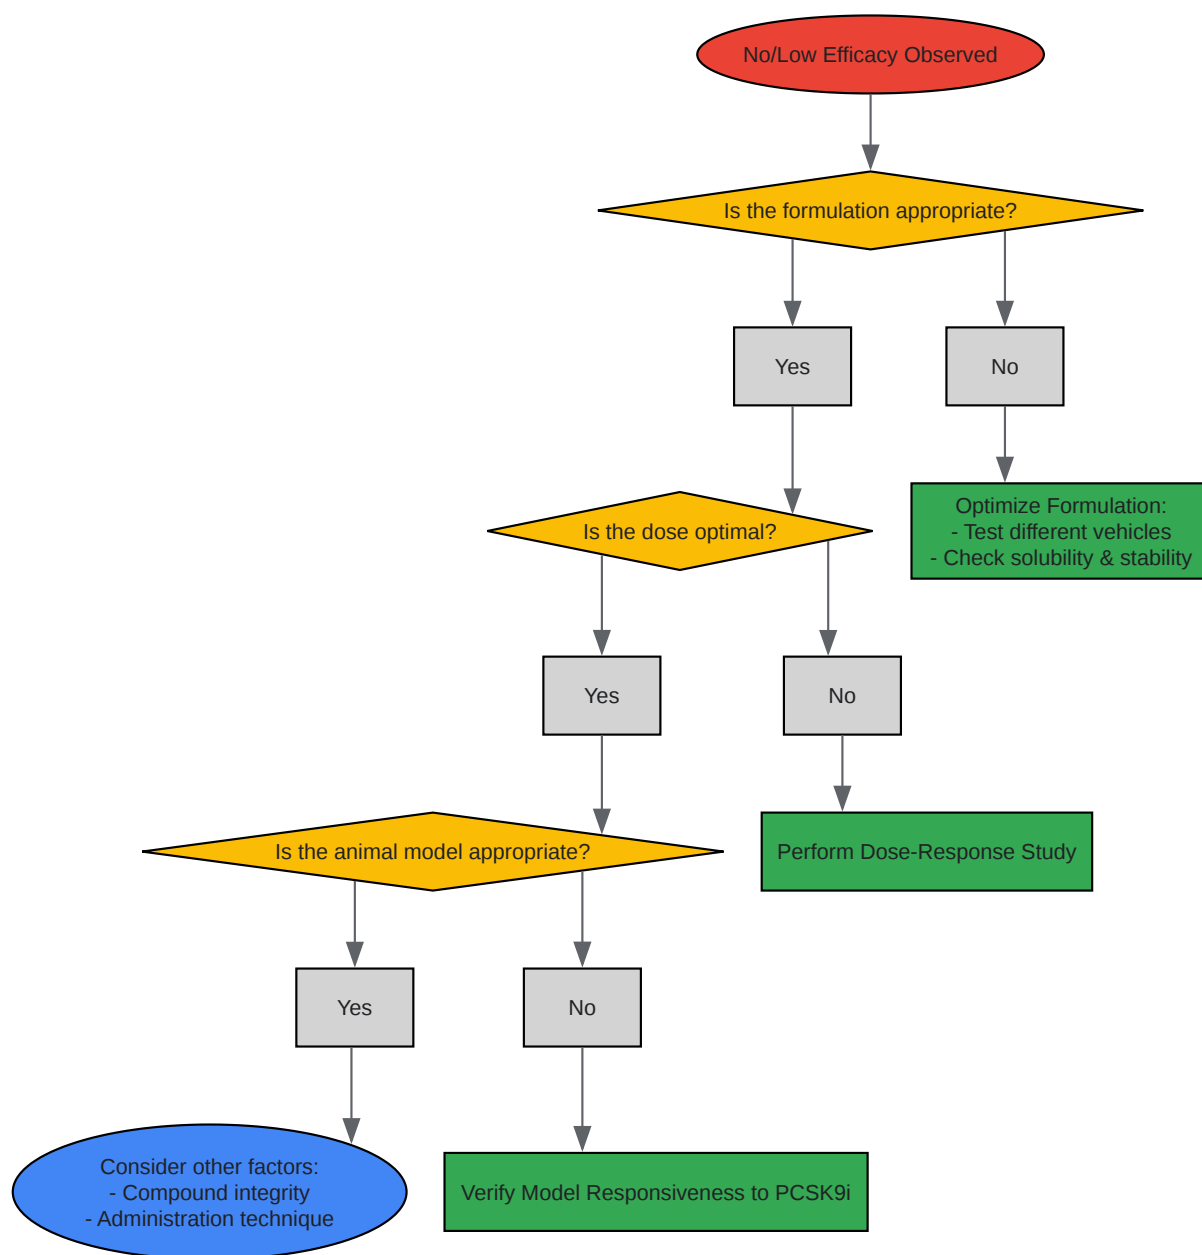 No/Low Efficacy Observed
Is the formulation appropriate?
Yes
No
Optimize Formulation:
- Test different vehicles
- Check solubility & stability
Is the dose optimal?
Yes
No
Perform Dose-Response Study
Is the animal model appropriate?
Yes
No
Consider other factors:
- Compound integrity
- Administration technique
Verify Model Responsiveness to PCSK9i